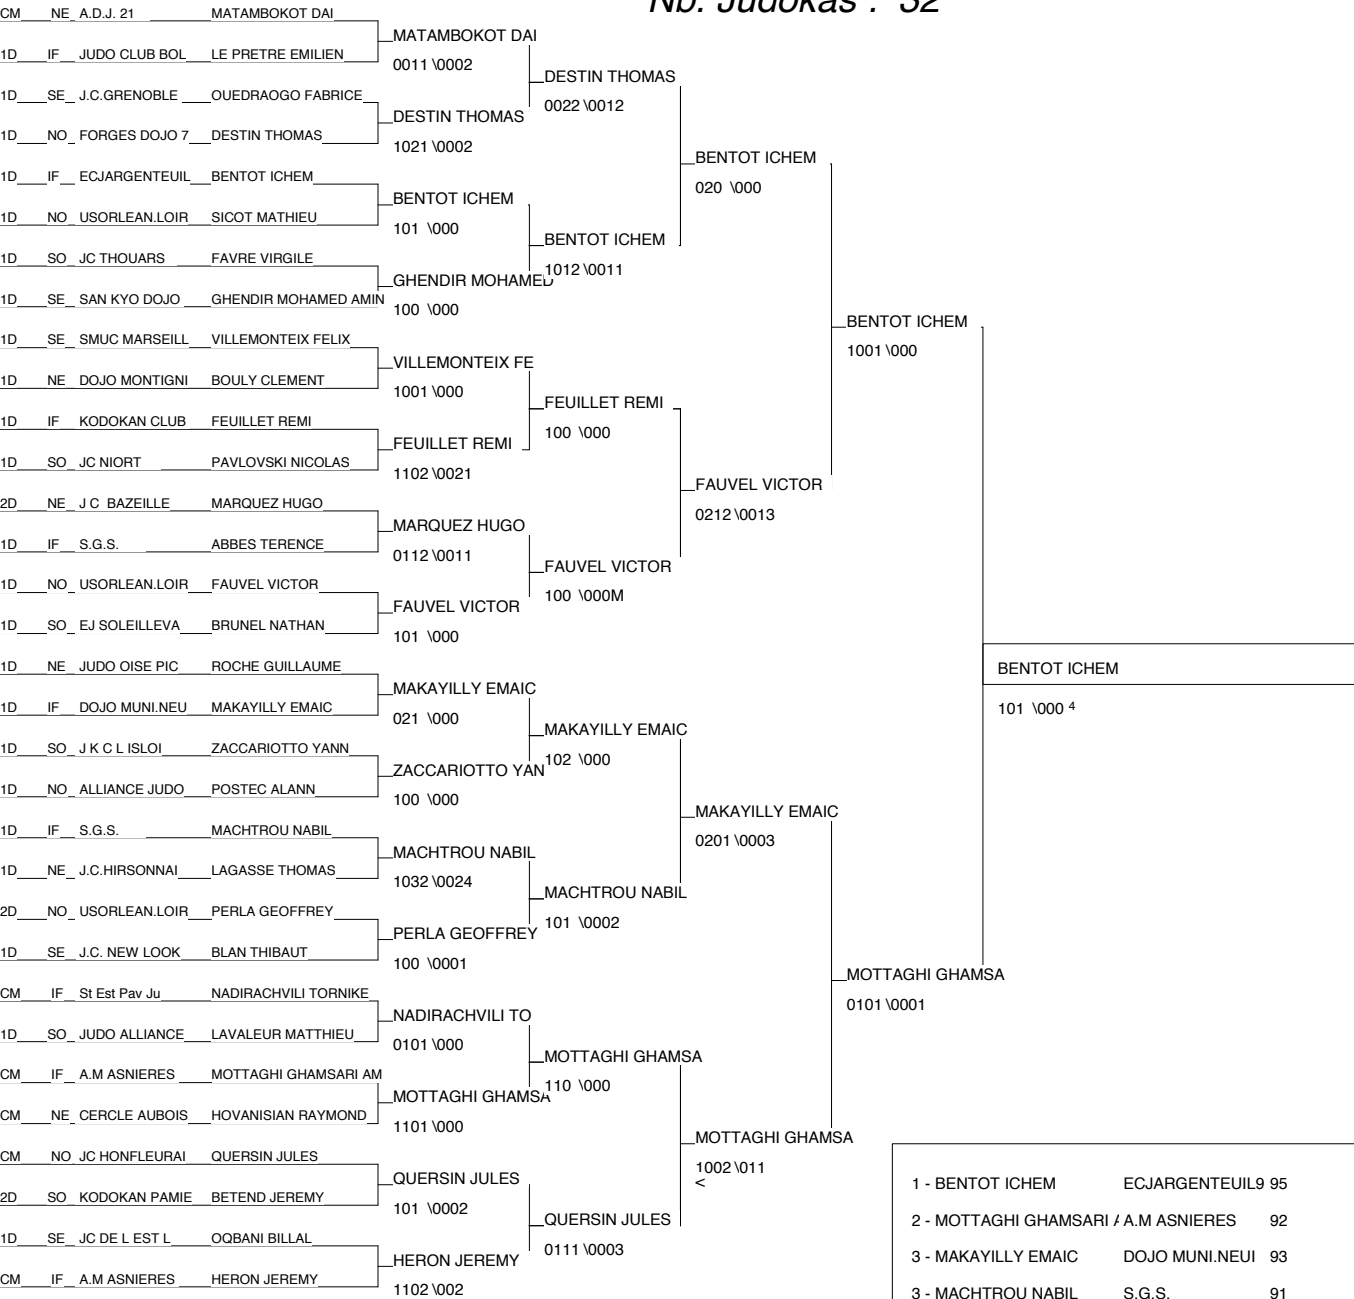 Nb. Judokas : 32
CM NE A.D.J. 21 MATAMBOKOT DAI
MATAMBOKOT DAI
1D IF JUDO CLUB BOL LE PRETRE EMILIEN
0011 \0002
DESTIN THOMAS
1D SE J.C.GRENOBLE OUEDRAOGO FABRICE
0022 \0012
DESTIN THOMAS
1D NO FORGES DOJO 7 DESTIN THOMAS
1021 \0002
BENTOT ICHEM
1D IF ECJARGENTEUIL BENTOT ICHEM
020 \000
BENTOT ICHEM
1D NO USORLEAN.LOIR SICOT MATHIEU
101 \000
BENTOT ICHEM
1D SO JC THOUARS FAVRE VIRGILE
1012 \0011
GHENDIR MOHAMED
1D SE SAN KYO DOJO GHENDIR MOHAMED AMIN
100 \000
BENTOT ICHEM
1D SE SMUC MARSEILL VILLEMONTEIX FELIX
1001 \000
VILLEMONTEIX FE
1D NE DOJO MONTIGNI BOULY CLEMENT
1001 \000
FEUILLET REMI
1D IF KODOKAN CLUB FEUILLET REMI
100 \000
FEUILLET REMI
1D SO JC NIORT PAVLOVSKI NICOLAS
1102 \0021
FAUVEL VICTOR
2D NE J C BAZEILLE MARQUEZ HUGO
0212 \0013
MARQUEZ HUGO
1D IF S.G.S. ABBES TERENCE
0112 \0011
FAUVEL VICTOR
1D NO USORLEAN.LOIR FAUVEL VICTOR
100 \000M
FAUVEL VICTOR
1D SO EJ SOLEILLEVA BRUNEL NATHAN
101 \000
1D NE JUDO OISE PIC ROCHE GUILLAUME
BENTOT ICHEM
MAKAYILLY EMAIC
1D IF DOJO MUNI.NEU MAKAYILLY EMAIC
101 \000 4
021 \000
MAKAYILLY EMAIC
1D SO J K C L ISLOI ZACCARIOTTO YANN
102 \000
ZACCARIOTTO YAN
1D NO ALLIANCE JUDO POSTEC ALANN
100 \000
MAKAYILLY EMAIC
1D IF S.G.S. MACHTROU NABIL
0201 \0003
MACHTROU NABIL
1D NE J.C.HIRSONNAI LAGASSE THOMAS
1032 \0024
MACHTROU NABIL
2D NO USORLEAN.LOIR PERLA GEOFFREY
101 \0002
PERLA GEOFFREY
1D SE J.C. NEW LOOK BLAN THIBAUT
100 \0001
MOTTAGHI GHAMSA
CM IF St Est Pav Ju NADIRACHVILI TORNIKE
0101 \0001
NADIRACHVILI TO
1D SO JUDO ALLIANCE LAVALEUR MATTHIEU
0101 \000
MOTTAGHI GHAMSA
CM IF A.M ASNIERES MOTTAGHI GHAMSARI AM
110 \000
MOTTAGHI GHAMSA
CM NE CERCLE AUBOIS HOVANISIAN RAYMOND
1101 \000
MOTTAGHI GHAMSA
CM NO JC HONFLEURAI QUERSIN JULES
1002 \011
<
QUERSIN JULES
2D SO KODOKAN PAMIE BETEND JEREMY
101 \0002
QUERSIN JULES
1D SE JC DE L EST L OQBANI BILLAL
0111 \0003
HERON JEREMY
CM IF A.M ASNIERES HERON JEREMY
1102 \002
1 - BENTOT ICHEM ECJARGENTEUIL9 95
2 - MOTTAGHI GHAMSARI A.M ASNIERES 92
3 - MAKAYILLY EMAIC DOJO MUNI.NEUI 93
3 - MACHTROU NABIL S.G.S. 91